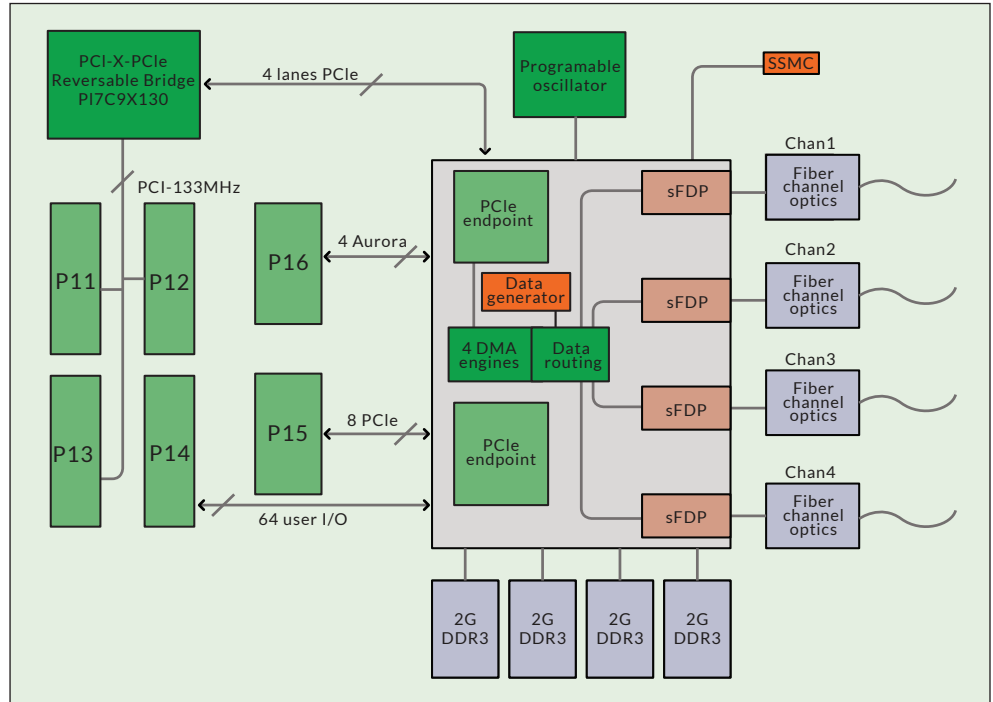 PCI-X-PCIe
Reversable Bridge
PI7C9X130
4 lanes PCIe
Programable
oscillator
SSMC
PCI-133MHz
P11
P12
P13
P14
P16
4 Aurora
P15
8 PCIe
64 user I/O
PCIe
endpoint
Data
generator
4 DMA
engines
Data
routing
PCIe
endpoint
sFDP
sFDP
sFDP
sFDP
Chan1
Fiber
channel
optics
Chan2
Fiber
channel
optics
Chan3
Fiber
channel
optics
Chan4
Fiber
channel
optics
2G
DDR3
2G
DDR3
2G
DDR3
2G
DDR3